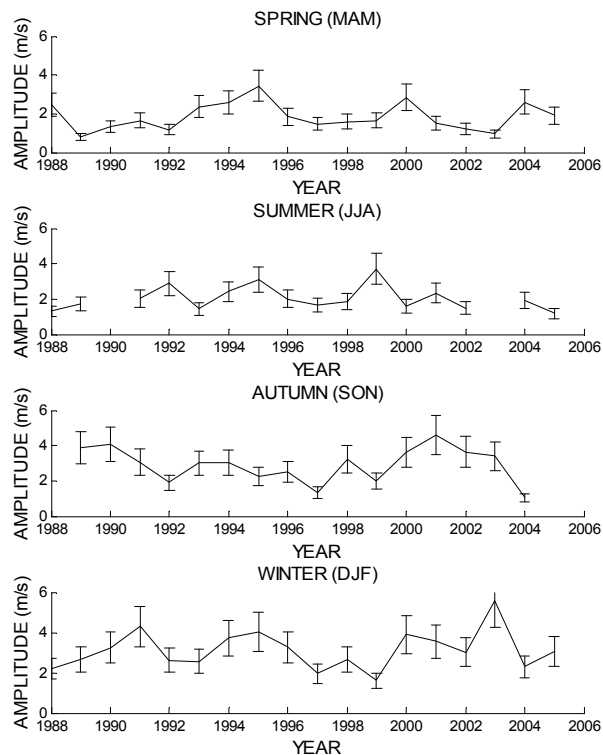 SPRING (MAM)
AMPLITUDE (m/s)
6
4
2
0
1988 1990 1992 1994 1996 1998 2000 2002 2004 2006
YEAR
SUMMER (JJA)
AMPLITUDE (m/s)
6
4
2
0
1988 1990 1992 1994 1996 1998 2000 2002 2004 2006
YEAR
AUTUMN (SON)
AMPLITUDE (m/s)
6
4
2
0
1988 1990 1992 1994 1996 1998 2000 2002 2004 2006
YEAR
WINTER (DJF)
AMPLITUDE (m/s)
6
4
2
0
1988 1990 1992 1994 1996 1998 2000 2002 2004 2006
YEAR